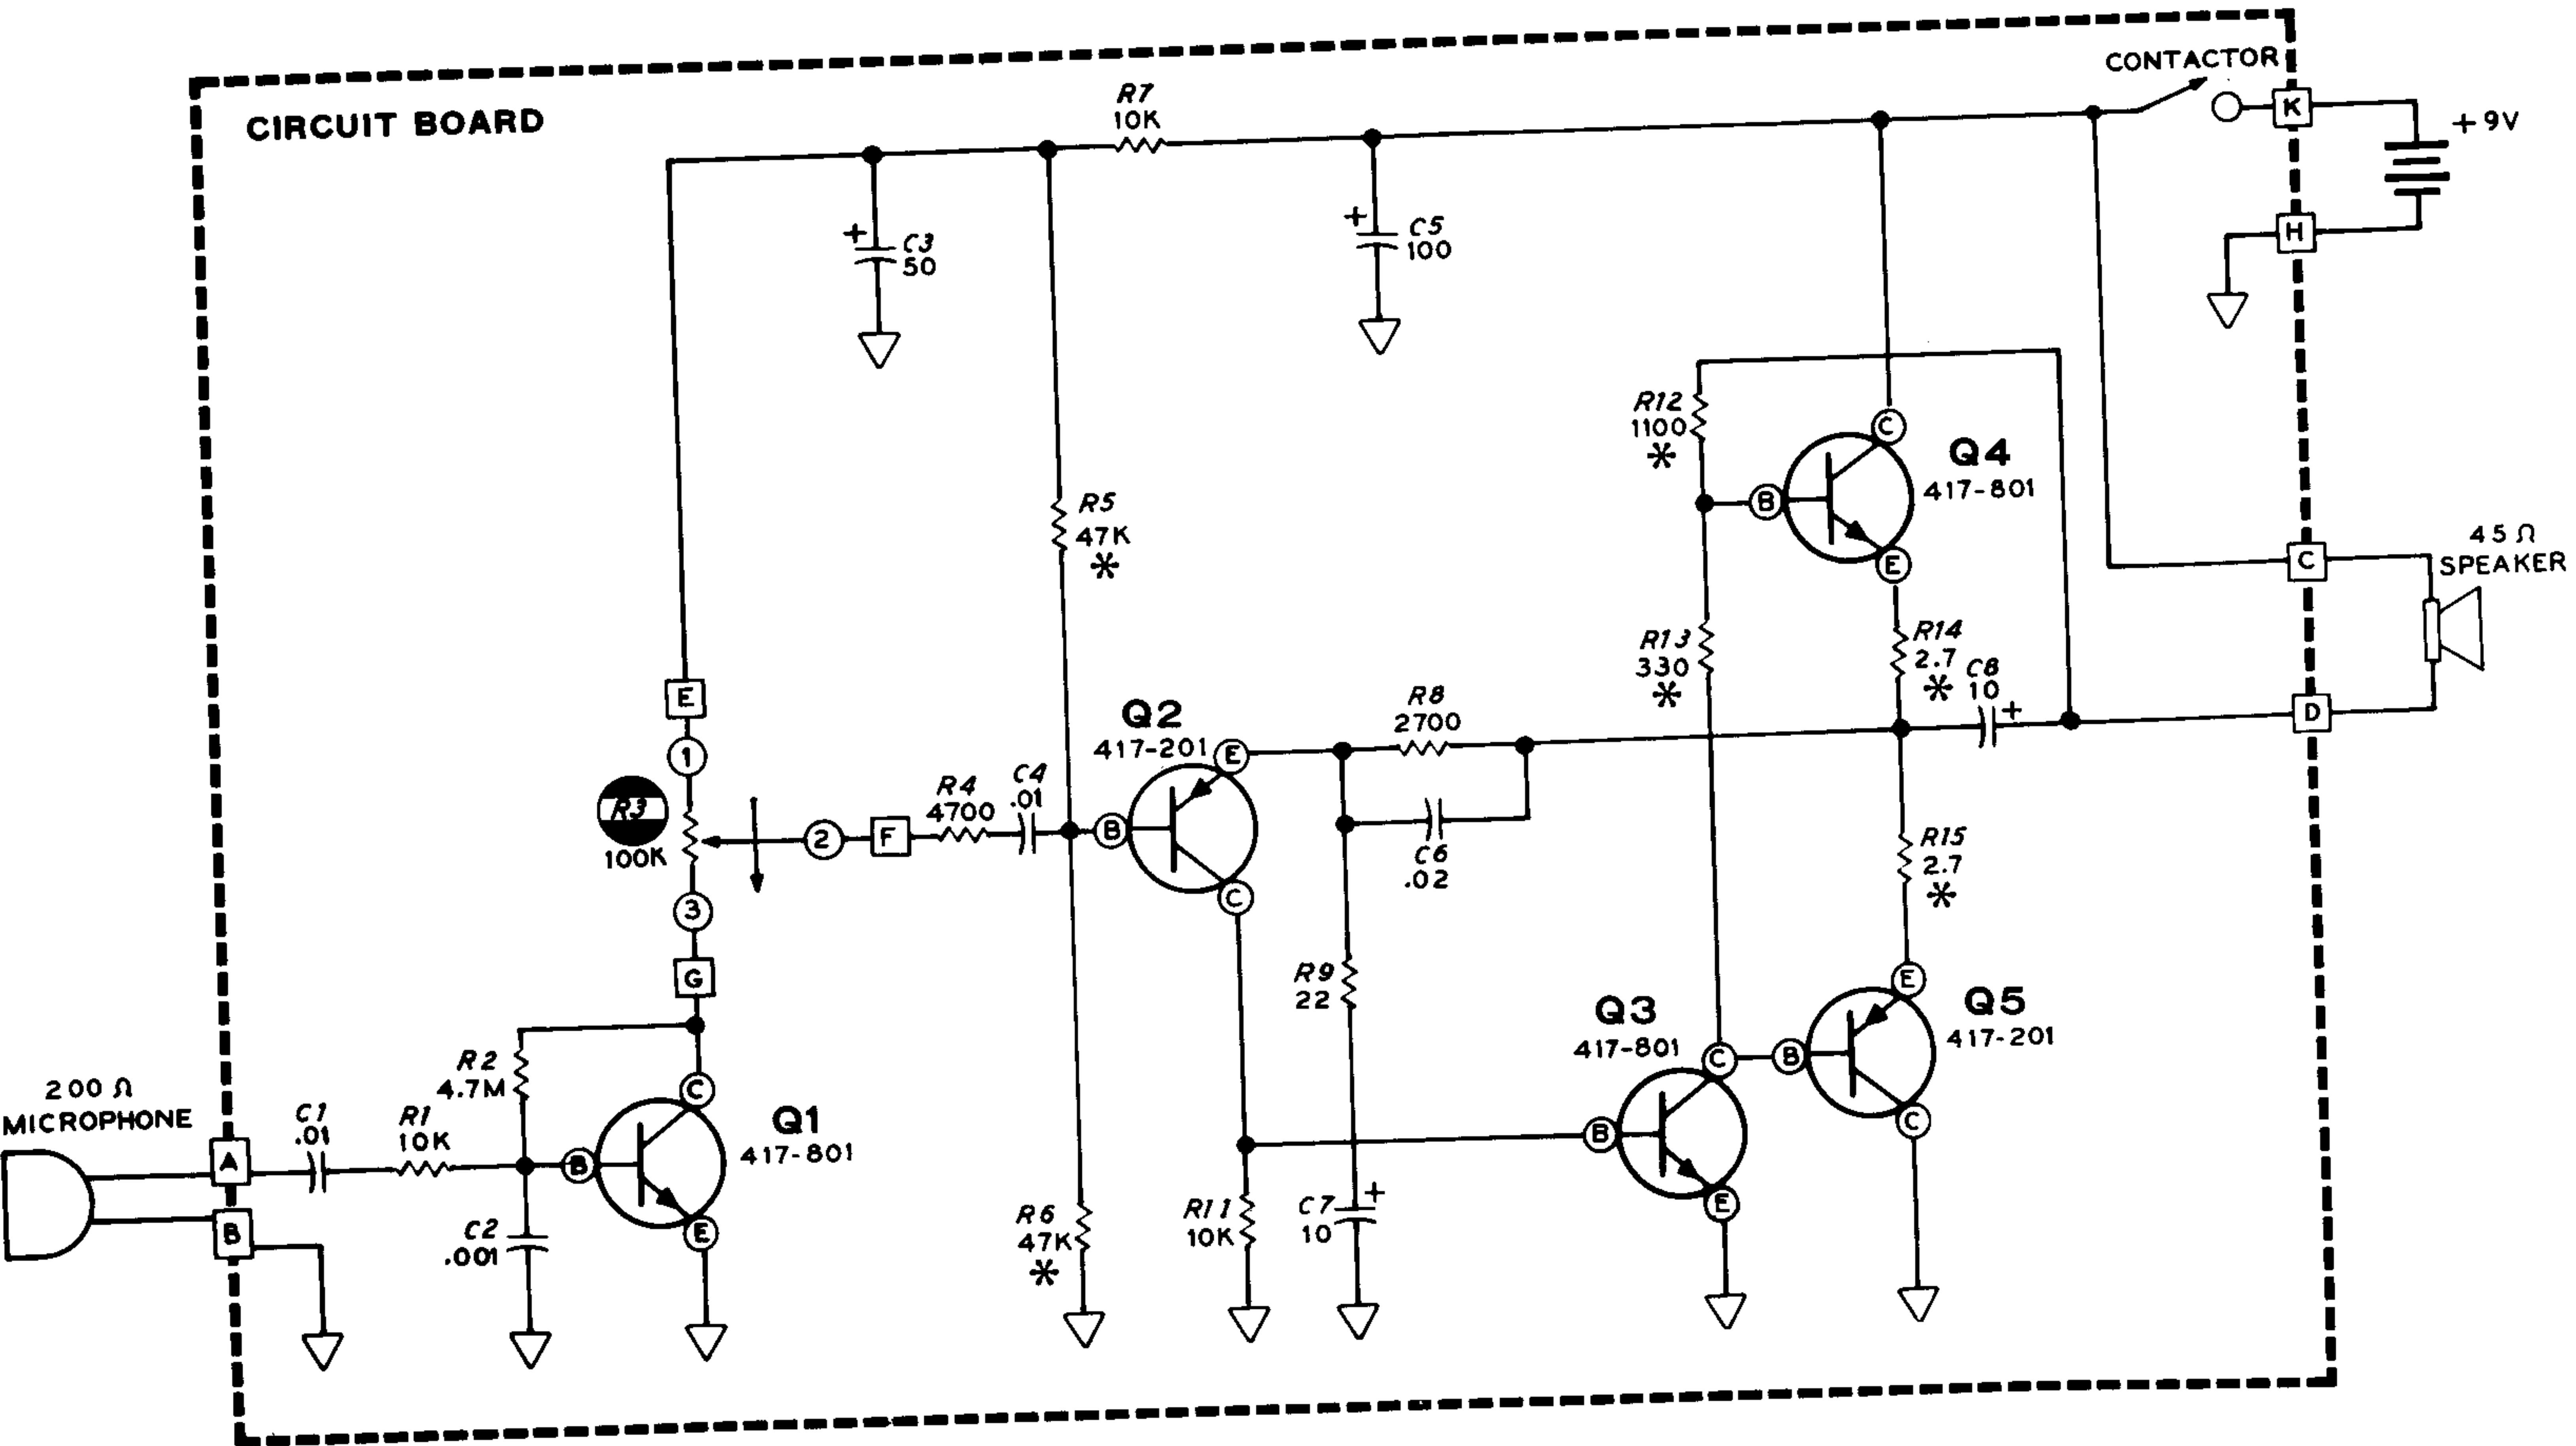 CIRCUIT BOARD
R7
10K
CONTACTOR
K
+9V
H
+
C3
50
+
C5
100
R5
47K
*
R12
1100
*
C
B
E
Q4
417-801
C
45Ω
SPEAKER
D
R13
330
*
R14
2.7
*
C8
10
+
E
1
R3
100K
2
F
R4
4700
C4
.01
3
G
Q2
417-201
E
B
C
R8
2700
C6
.02
R15
2.7
*
R9
22
Q3
417-801
C
B
E
Q5
417-201
E
B
C
200Ω
MICROPHONE
A
B
C1
.01
R1
10K
R2
4.7M
C
B
E
Q1
417-801
C2
.001
R6
47K
*
R11
10K
C7
10
+